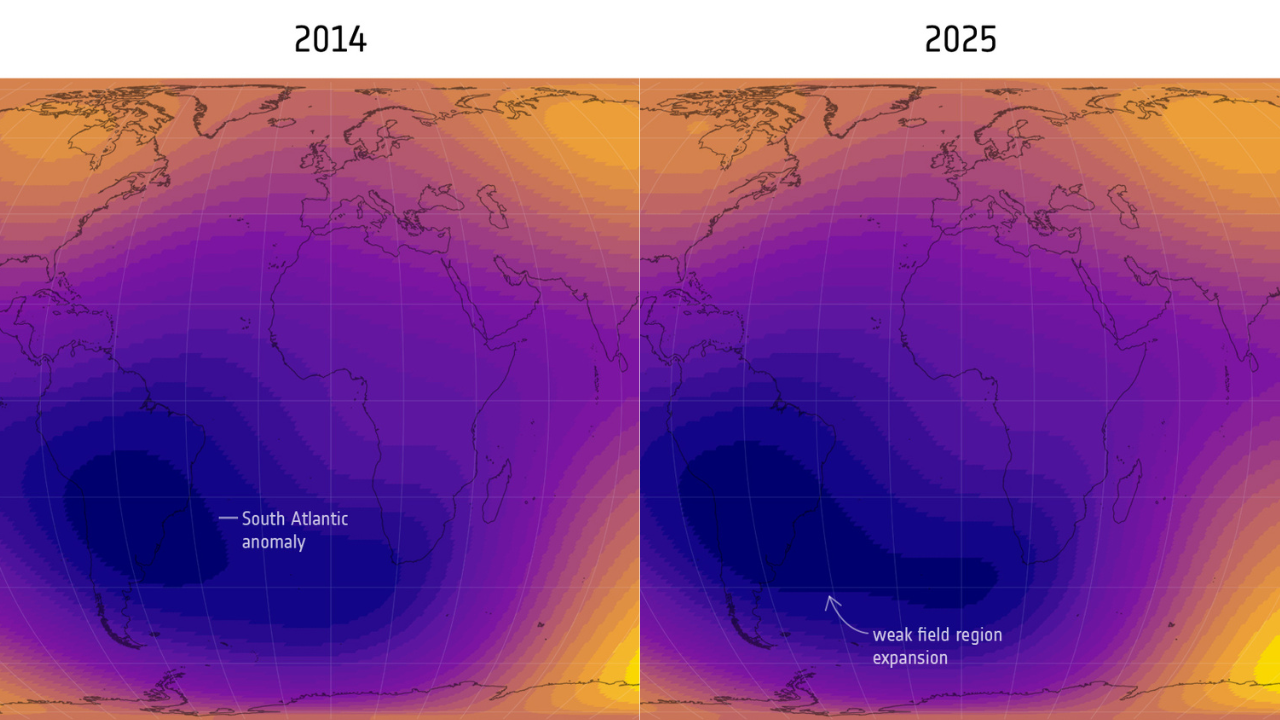 2014
2025
South Atlantic
anomaly
weak field region
expansion